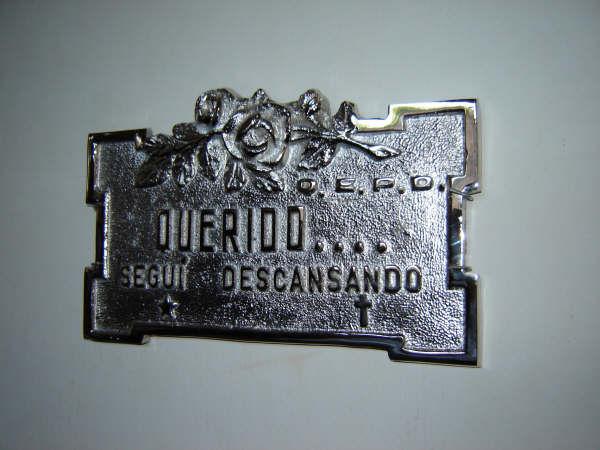 Q.E.P.D.
QUERIDO....
SEGUÍ DESCANSANDO